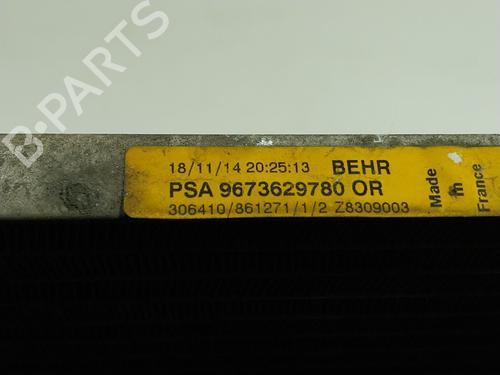 B-PARTS
18/11/14 20:25:13 BEHR
PSA 9673629780 OR
306410/861271/1/2 Z8309003
Made
in
France